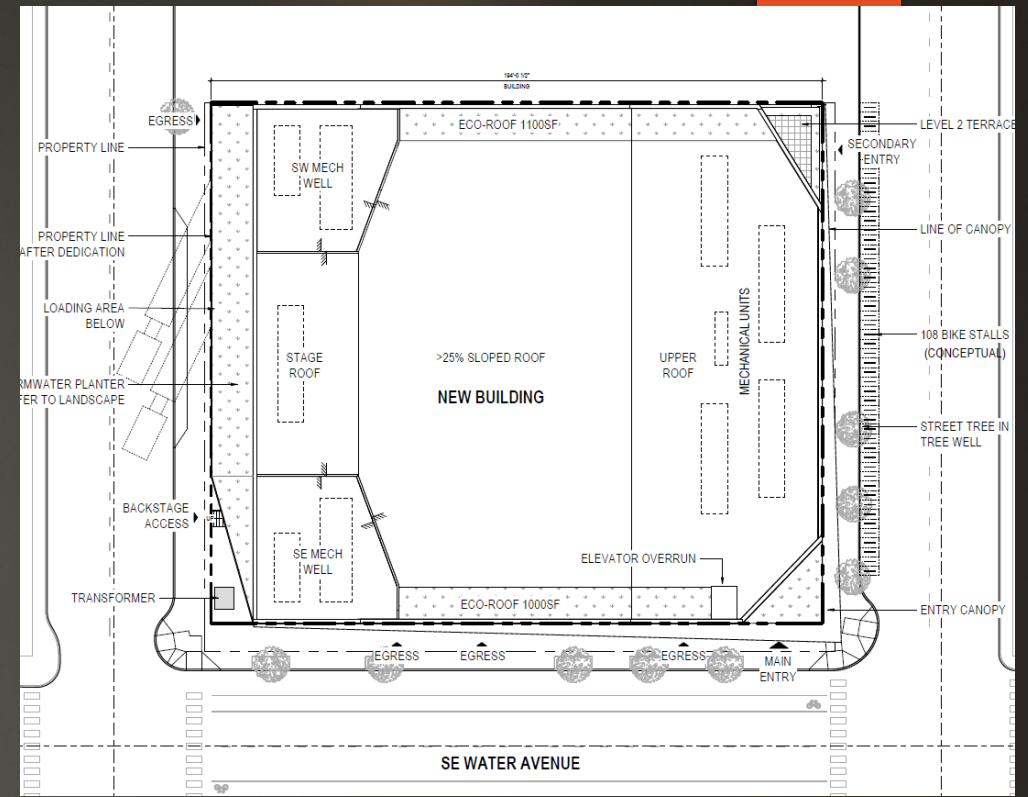 194'-0 1/2"
BUILDING
EGRESS
ECO-ROOF 1100SF
LEVEL 2 TERRACE
PROPERTY LINE
SECONDARY
ENTRY
SW MECH
WELL
LINE OF CANOPY
PROPERTY LINE
AFTER DEDICATION
LOADING AREA
BELOW
MECHANICAL UNITS
108 BIKE STALLS
(CONCEPTUAL)
STAGE
ROOF
>25% SLOPED ROOF
UPPER
ROOF
NEW BUILDING
RMWATER PLANTER
FER TO LANDSCAPE
STREET TREE IN
TREE WELL
BACKSTAGE
ACCESS
SE MECH
WELL
ELEVATOR OVERRUN
TRANSFORMER
ECO-ROOF 1000SF
ENTRY CANOPY
EGRESS
EGRESS
EGRESS
MAIN
ENTRY
SE WATER AVENUE